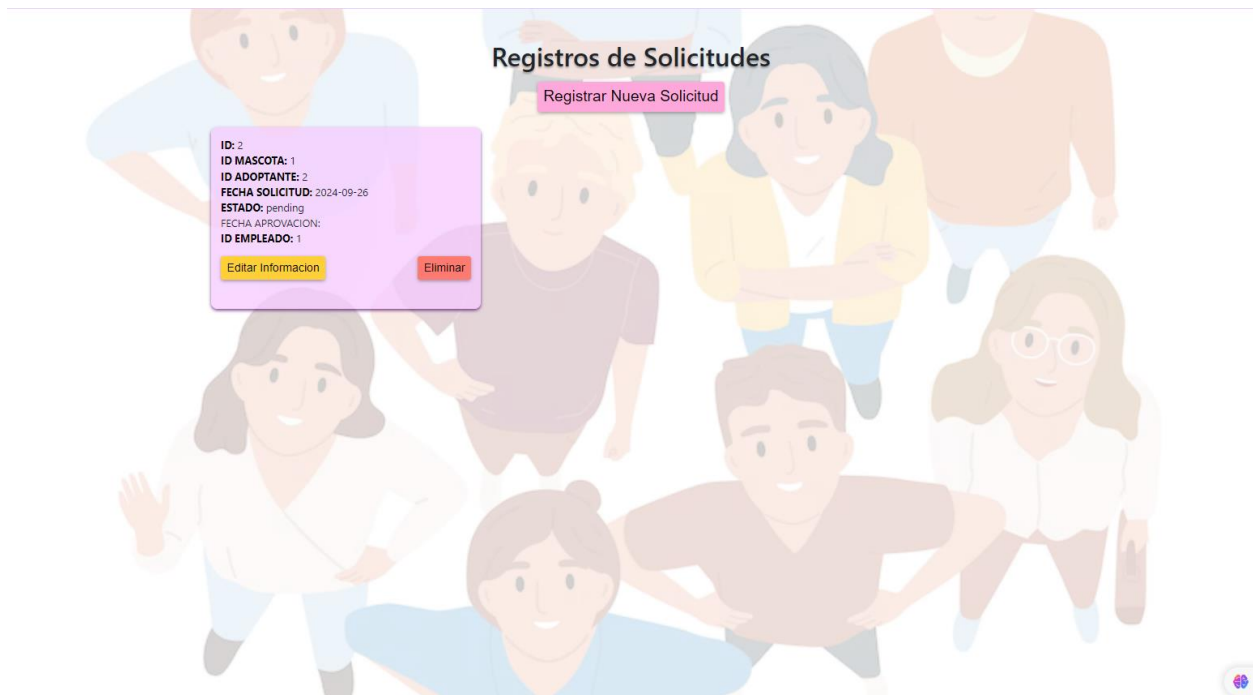 Registros de Solicitudes
Registrar Nueva Solicitud
ID: 2
ID MASCOTA: 1
ID ADOPTANTE: 2
FECHA SOLICITUD: 2024-09-26
ESTADO: pending
FECHA APROVACION:
ID EMPLEADO: 1
Editar Informacion
Eliminar